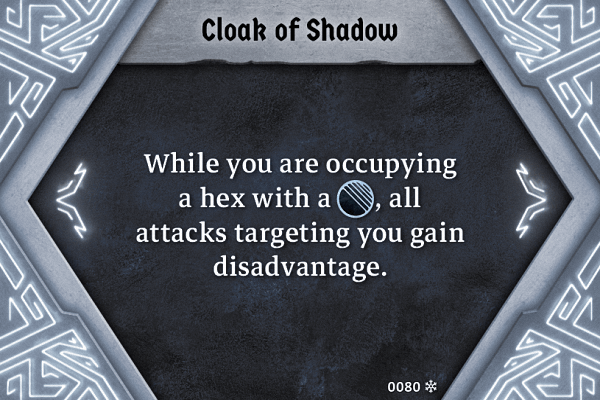 Cloak of Shadow
While you are occupying
a hex with a , all
attacks targeting you gain
disadvantage.
0080